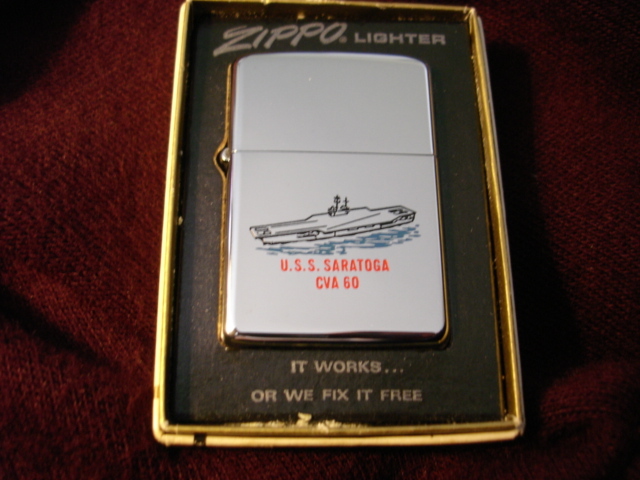 ZIPPO® LIGHTER
U.S.S. SARATOGA
CVA 60
IT WORKS...
OR WE FIX IT FREE